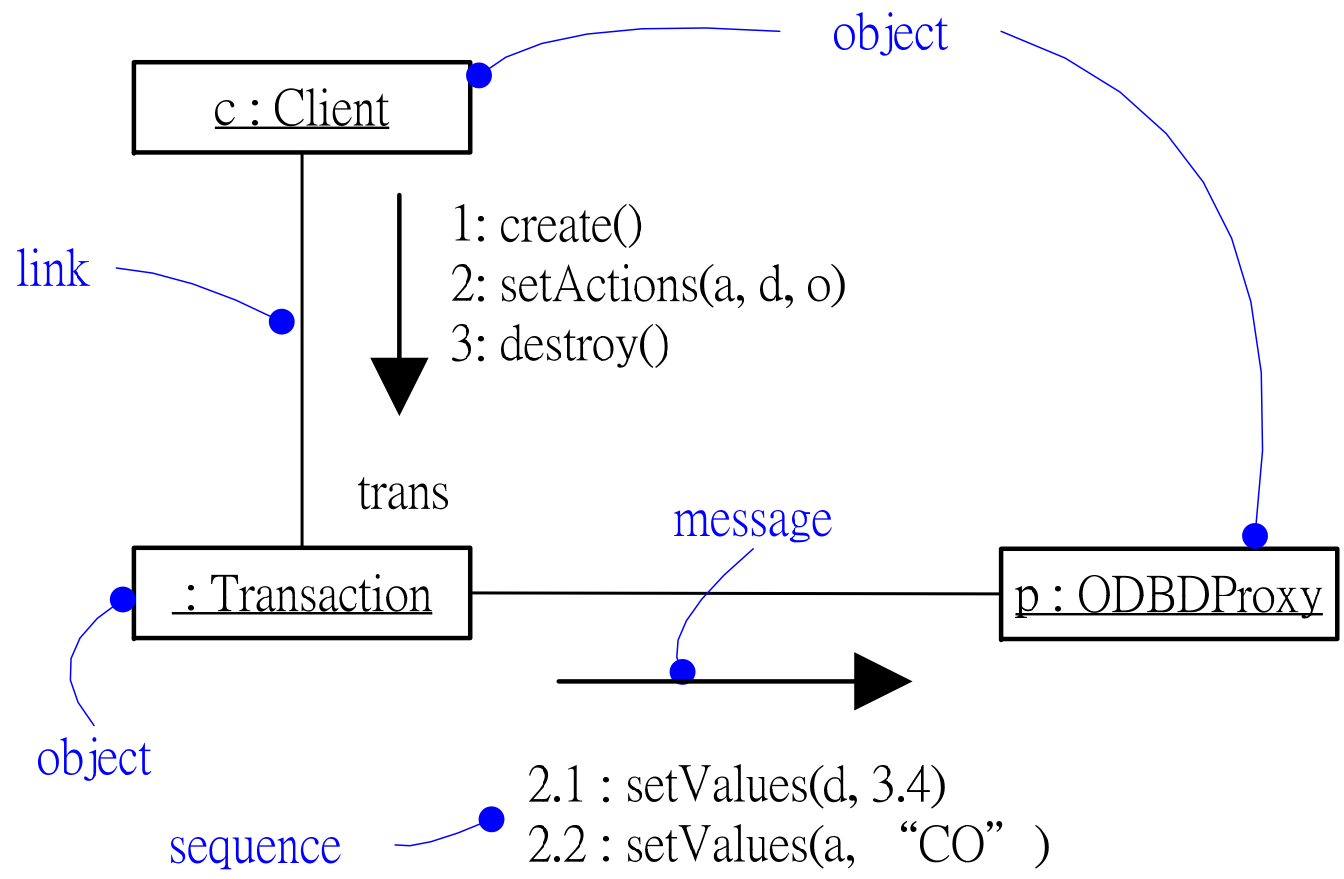 object
c : Client
1: create()
2: setActions(a, d, o)
3: destroy()
link
trans
message
: Transaction
p : ODBDProxy
object
2.1 : setValues(d, 3.4)
2.2 : setValues(a, “CO” )
sequence